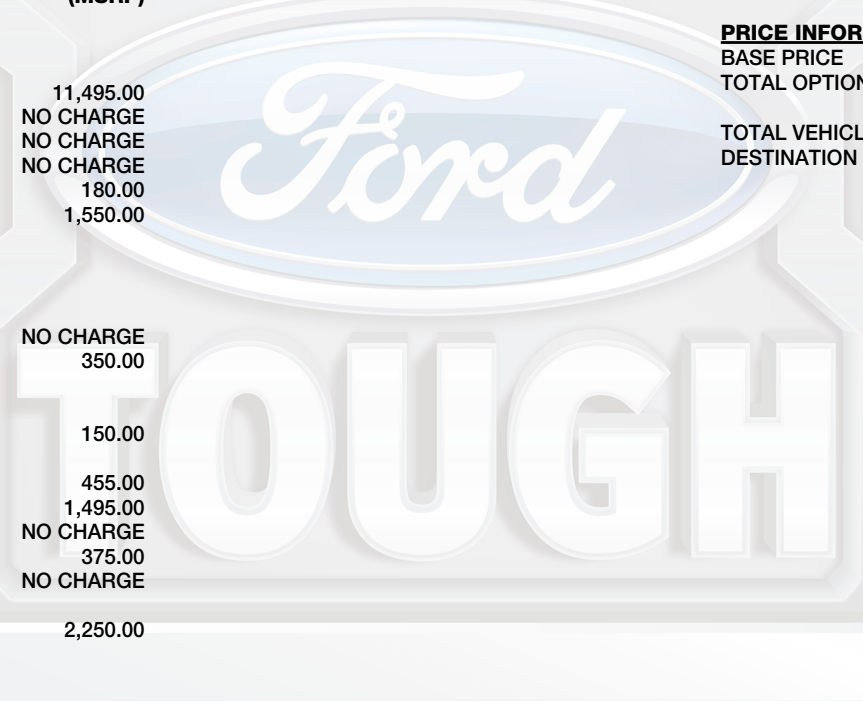 (MSRP)
11,495.00
NO CHARGE
NO CHARGE
NO CHARGE
180.00
1,550.00
NO CHARGE
350.00
150.00
455.00
1,495.00
NO CHARGE
375.00
NO CHARGE
2,250.00
PRICE INFOR
BASE PRICE
TOTAL OPTION
TOTAL VEHICL
DESTINATION
Ford
TOUGH